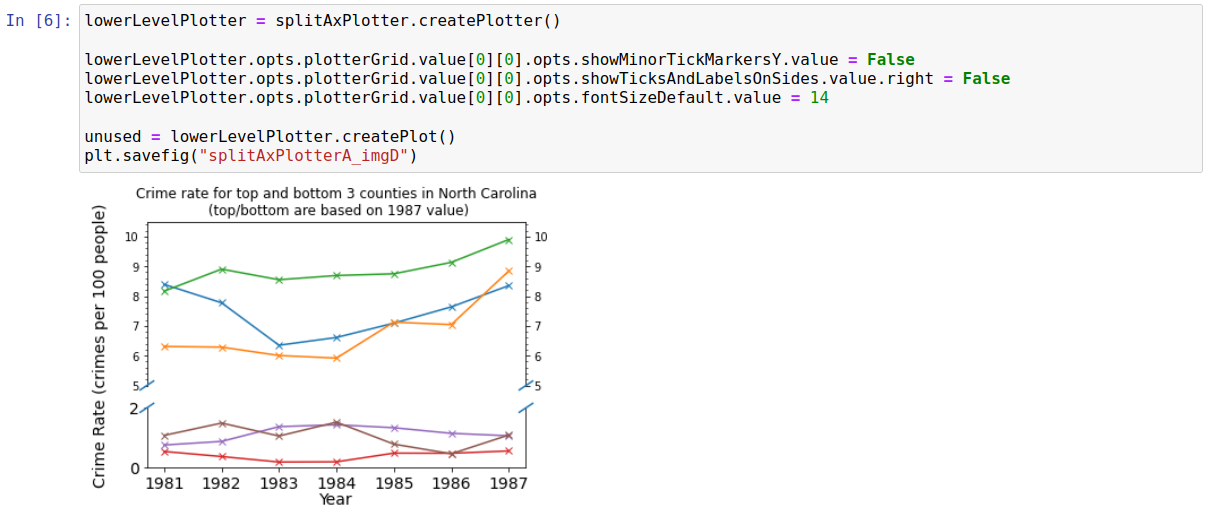 In [6]: lowerLevelPlotter = splitAxPlotter.createPlotter()
lowerLevelPlotter.opts.plotterGrid.value[0][0].opts.showMinorTickMarkersY.value = False
lowerLevelPlotter.opts.plotterGrid.value[0][0].opts.showTicksAndLabelsOnSides.value.right = False
lowerLevelPlotter.opts.plotterGrid.value[0][0].opts.fontSizeDefault.value = 14
unused = lowerLevelPlotter.createPlot()
plt.savefig("splitAxPlotterA_imgD")
Crime rate for top and bottom 3 counties in North Carolina
(top/bottom are based on 1987 value)
Crime Rate (crimes per 100 people)
10 10
9 9
8 8
7 7
6 6
5 5
2
0
1981 1982 1983 1984 1985 1986 1987
Year